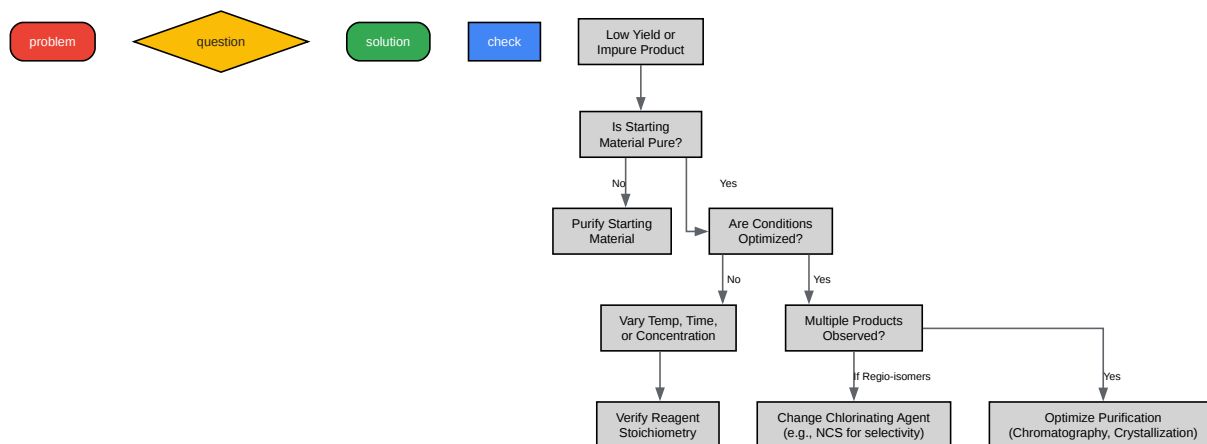 problem
question
solution
check
Low Yield or
Impure Product
Is Starting
Material Pure?
No
Yes
Purify Starting
Material
Are Conditions
Optimized?
No
Yes
Vary Temp, Time,
or Concentration
Multiple Products
Observed?
If Regio-isomers
Yes
Verify Reagent
Stoichiometry
Change Chlorinating Agent
(e.g., NCS for selectivity)
Optimize Purification
(Chromatography, Crystallization)